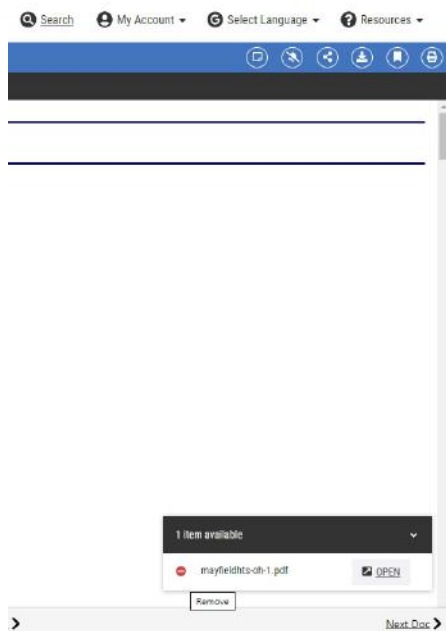 Search My Account Select Language Resources
1 item available
mayfieldhts-oh-1.pdf OPEN
Remove
Next Doc